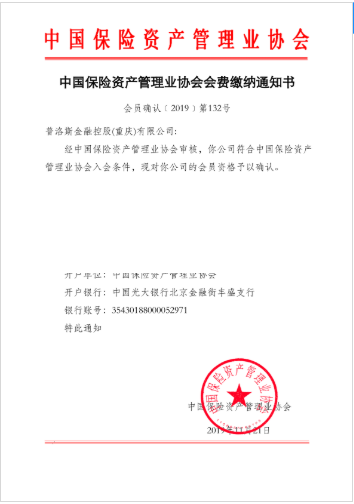 中国保险资产管理业协会
中国保险资产管理业协会会费缴纳通知书
会员确认〔2019〕第132号
普洛斯金融控股(重庆)有限公司:
经中国保险资产管理业协会审核，你公司符合中国保险资产
管理业协会入会条件，现对你公司的会员资格予以确认。
开户单位: 中国保险资产管理业协会
开户银行: 中国光大银行北京金融街丰盛支行
银行账号: 35430188000052971
特此通知
中国保险资产管理业协会
中国保险资产管理业协会
2019年11月21日